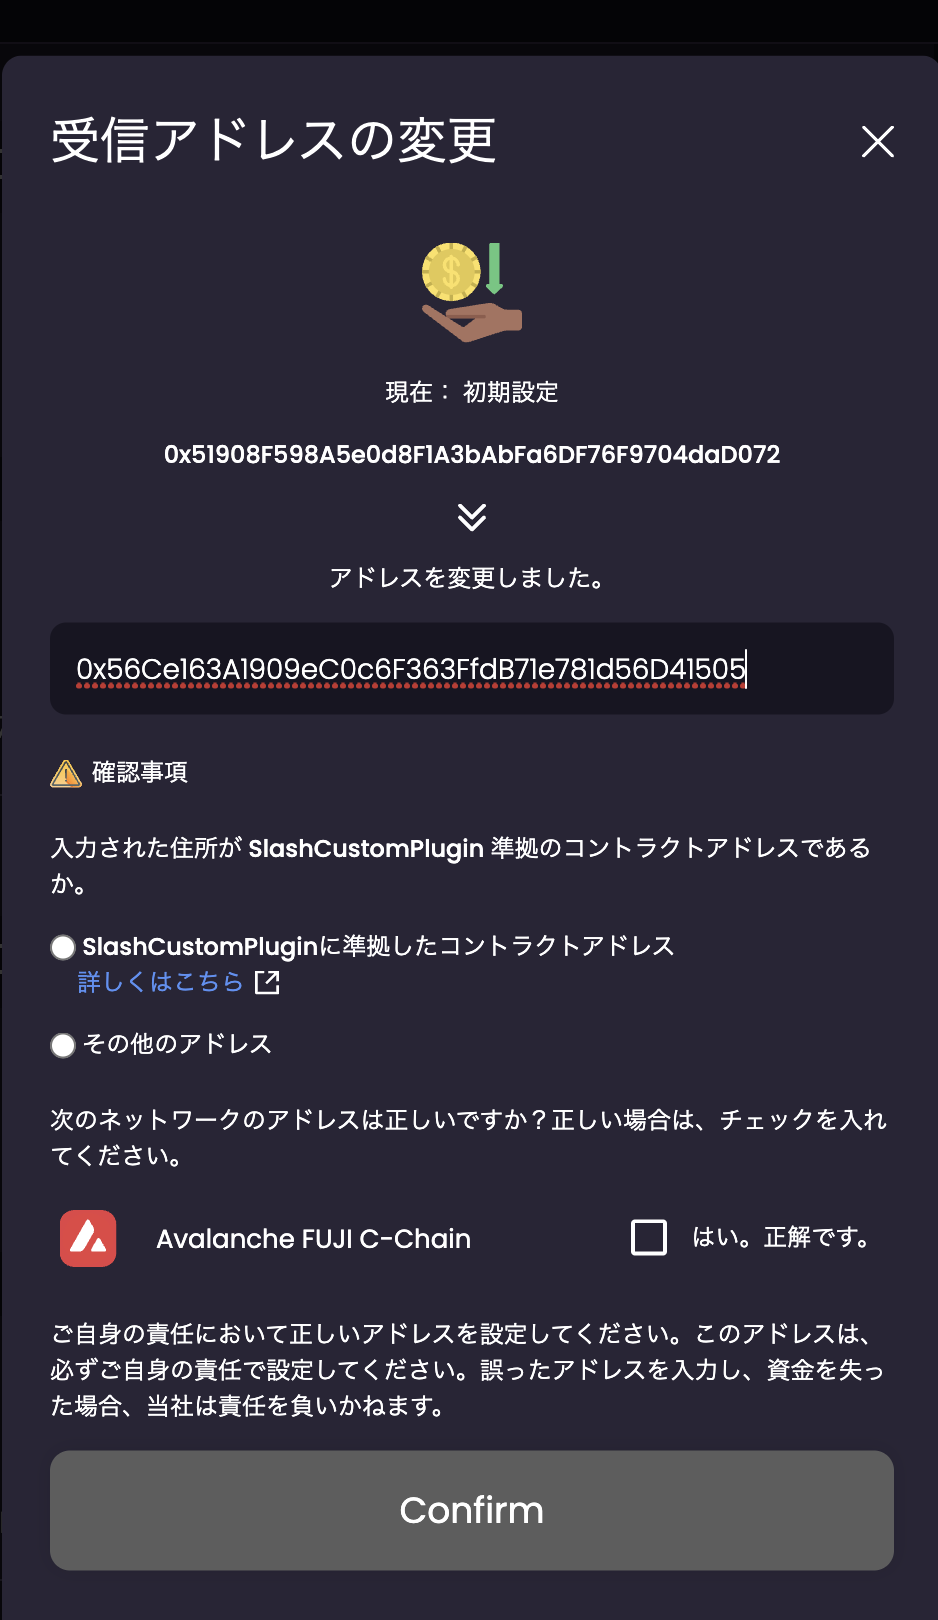 受信アドレスの変更
現在： 初期設定
0x51908F598A5e0d8F1A3bAbFa6DF76F9704daD072
アドレスを変更しました。
0x56Ce163A1909eC0c6F363FfdB71e781d56D41505
確認事項
入力された住所が SlashCustomPlugin 準拠のコントラクトアドレスである
か。
SlashCustomPluginに準拠したコントラクトアドレス
詳しくはこちら
その他のアドレス
次のネットワークのアドレスは正しいですか？正しい場合は、チェックを入れ
てください。
Avalanche FUJI C-Chain はい。正解です。
ご自身の責任において正しいアドレスを設定してください。このアドレスは、
必ずご自身の責任で設定してください。誤ったアドレスを入力し、資金を失っ
た場合、当社は責任を負いかねます。
Confirm